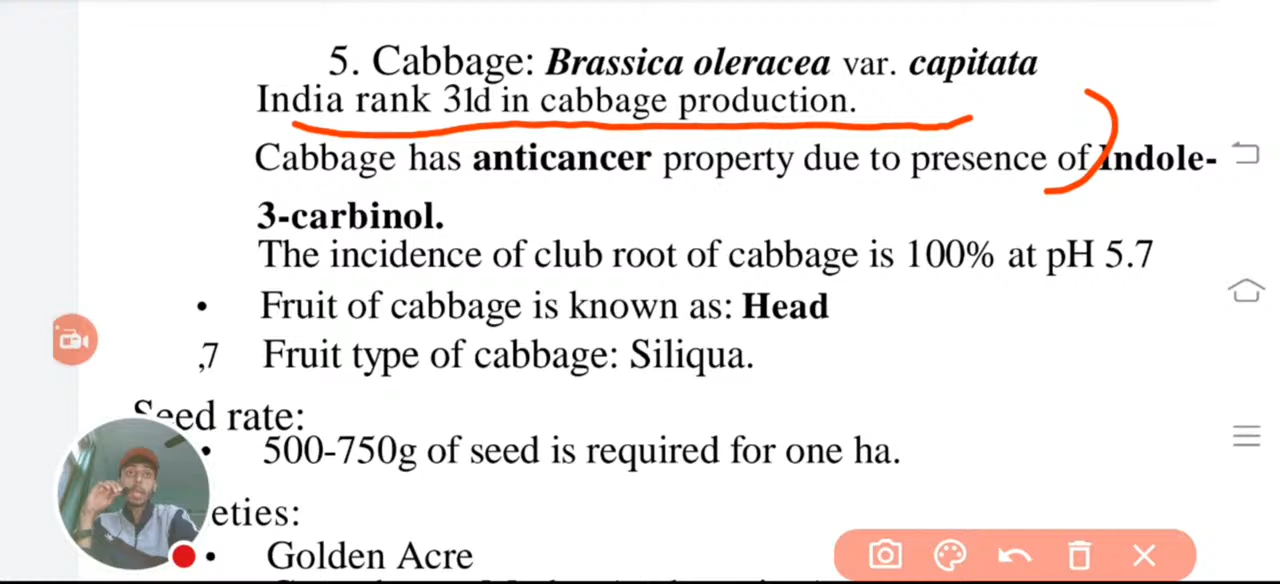 5. Cabbage: Brassica oleracea var. capitata
India rank 31d in cabbage production.
Cabbage has anticancer property due to presence of Indole-
3-carbinol.
The incidence of club root of cabbage is 100% at pH 5.7
• Fruit of cabbage is known as: Head
,7 Fruit type of cabbage: Siliqua.
Seed rate:
• 500-750g of seed is required for one ha.
eties:
• Golden Acre